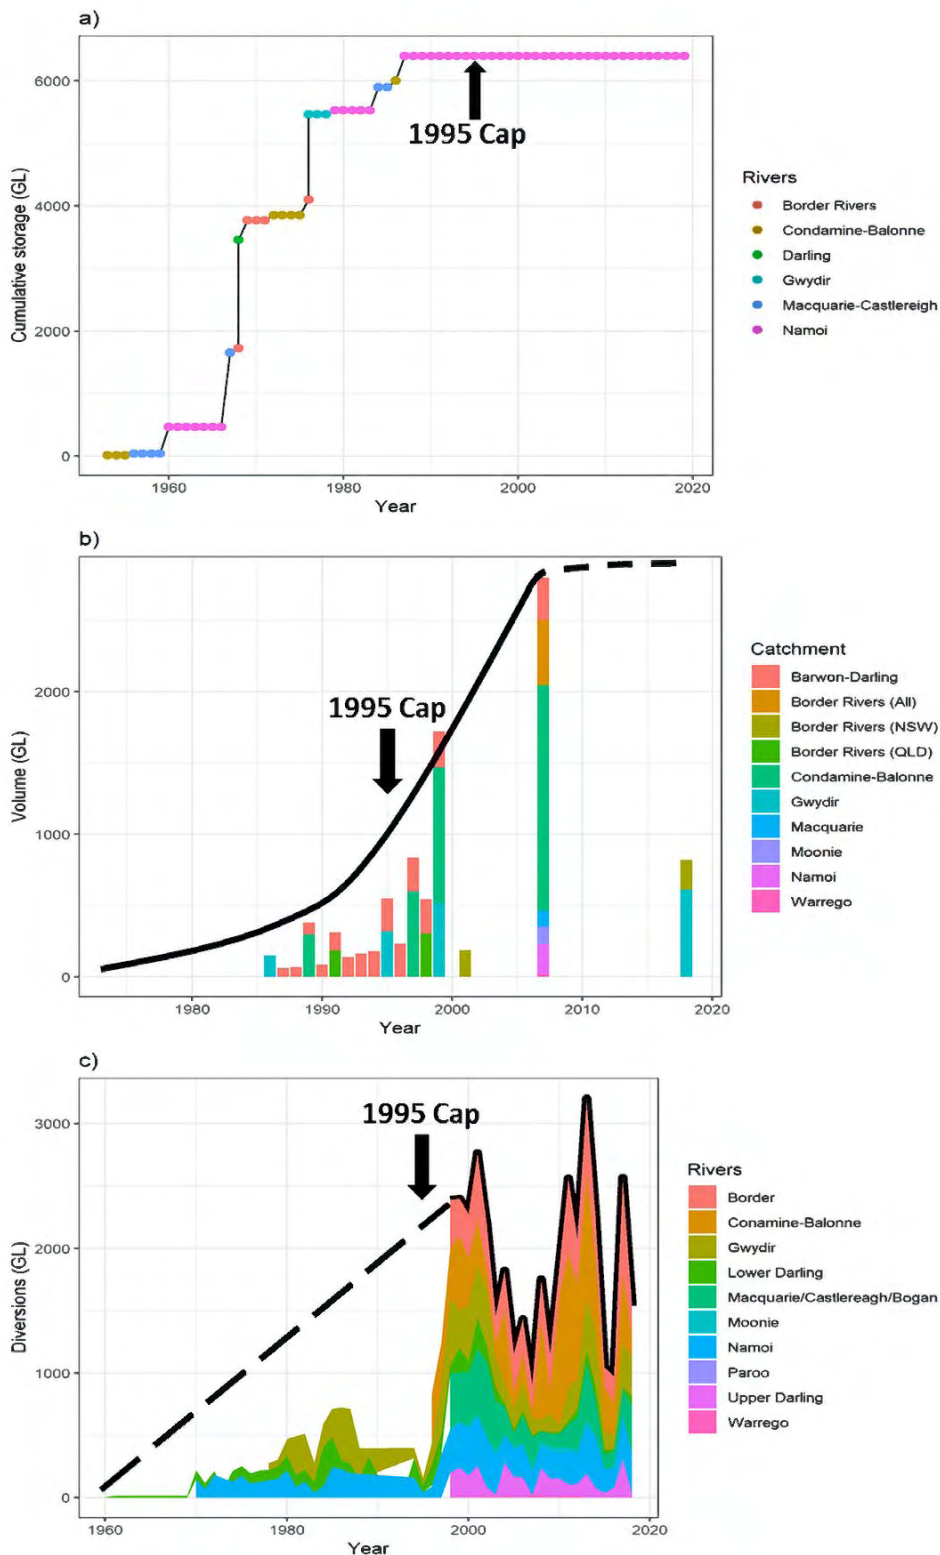 a)
6000
4000
2000
0
Cumulative storage (GL)
1995 Cap
1960
1980
2000
2020
Year
Rivers
Border Rivers
Condamine-Balonne
Darling
Gwydir
Macquarie-Castlereigh
Namoi
b)
2000
1000
0
Volume (GL)
1995 Cap
1980
1990
2000
2010
2020
Year
Catchment
Barwon-Darling
Border Rivers (All)
Border Rivers (NSW)
Border Rivers (QLD)
Condamine-Balonne
Gwydir
Macquarie
Moonie
Namoi
Warrego
c)
3000
2000
1000
0
Diversions (GL)
1995 Cap
1960
1980
2000
2020
Year
Rivers
Border
Conamine-Balonne
Gwydir
Lower Darling
Macquarie/Castlereagh/Bogan
Moonie
Namoi
Paroo
Upper Darling
Warrego